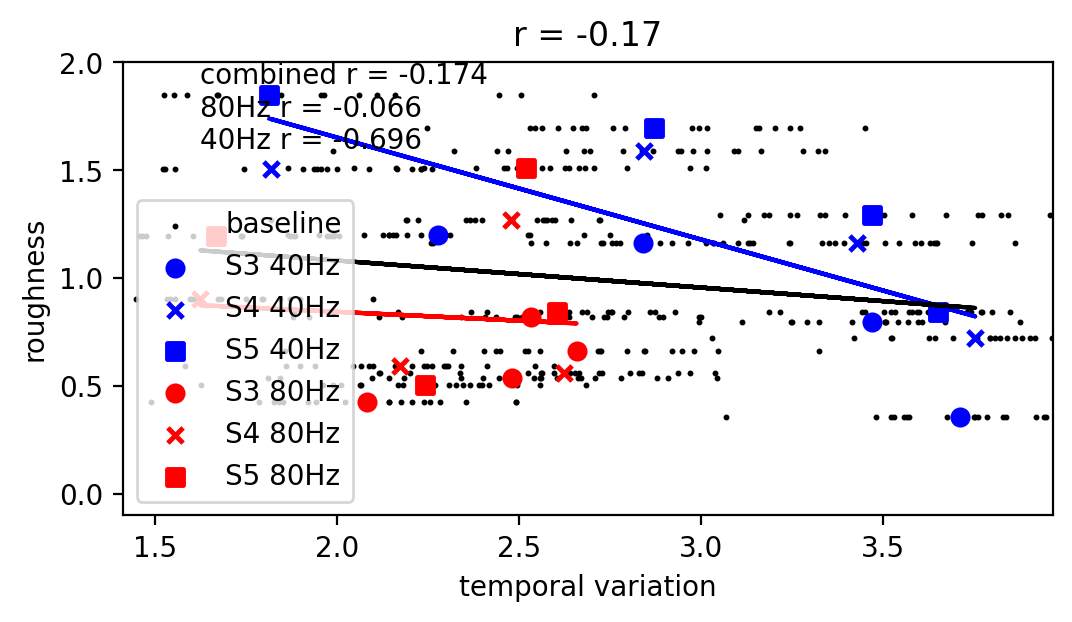 r = -0.17
combined r = -0.174
80Hz r = -0.066
40Hz r = -0.696
2.0
1.5
1.0
0.5
0.0
roughness
baseline
S3 40Hz
S4 40Hz
S5 40Hz
S3 80Hz
S4 80Hz
S5 80Hz
1.5 2.0 2.5 3.0 3.5
temporal variation